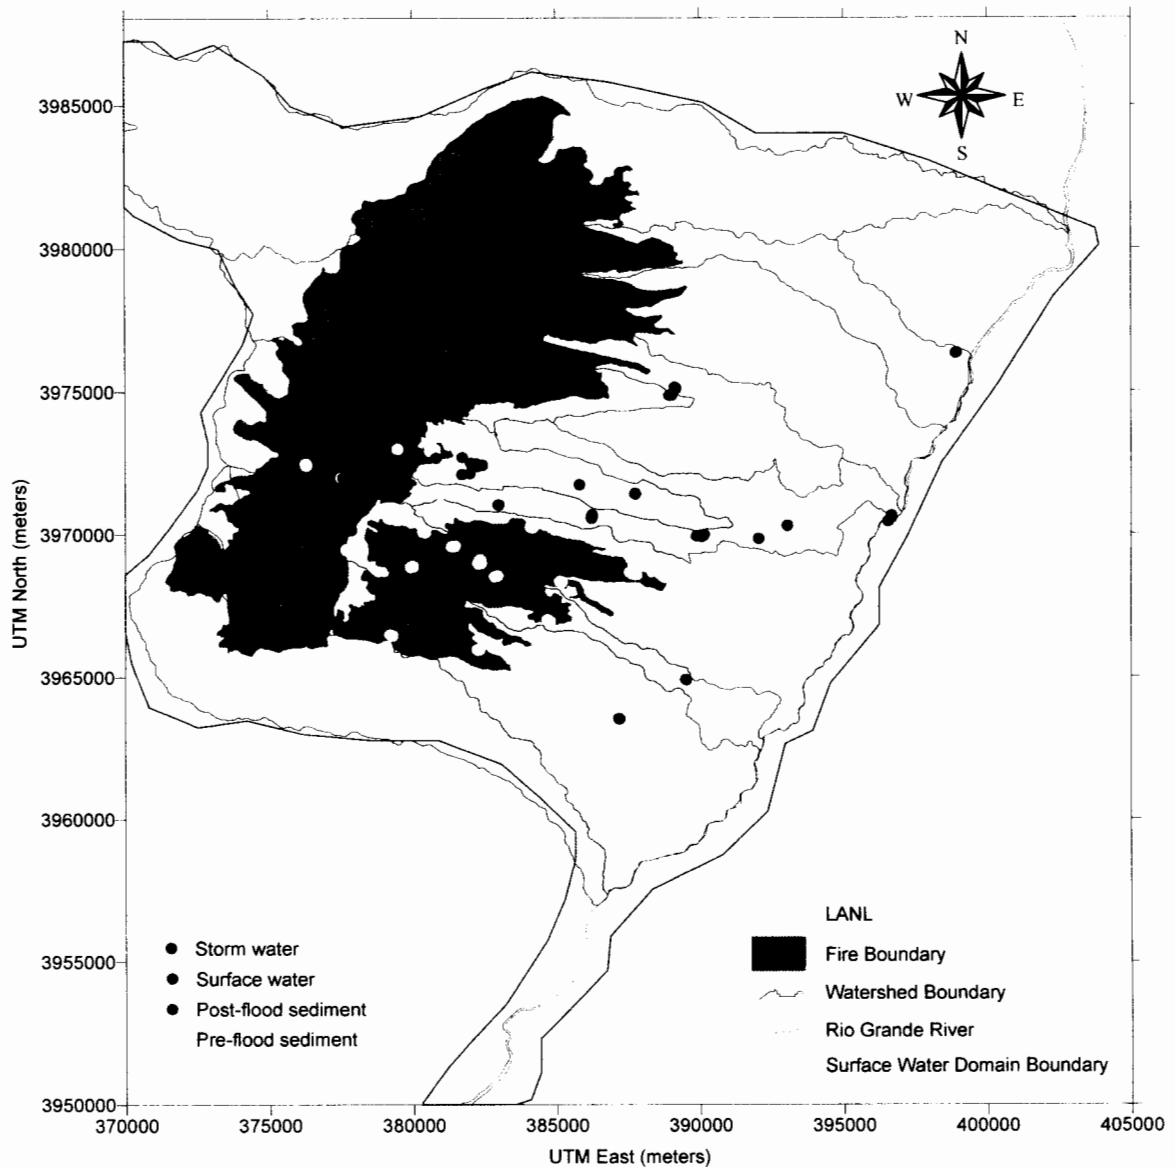 N
W E
S
3985000
3980000
3975000
3970000
3965000
3960000
3955000
3950000
UTM North (meters)
370000 375000 380000 385000 390000 395000 400000 405000
UTM East (meters)
Storm water
Surface water
Post-flood sediment
Pre-flood sediment
LANL
Fire Boundary
Watershed Boundary
Rio Grande River
Surface Water Domain Boundary